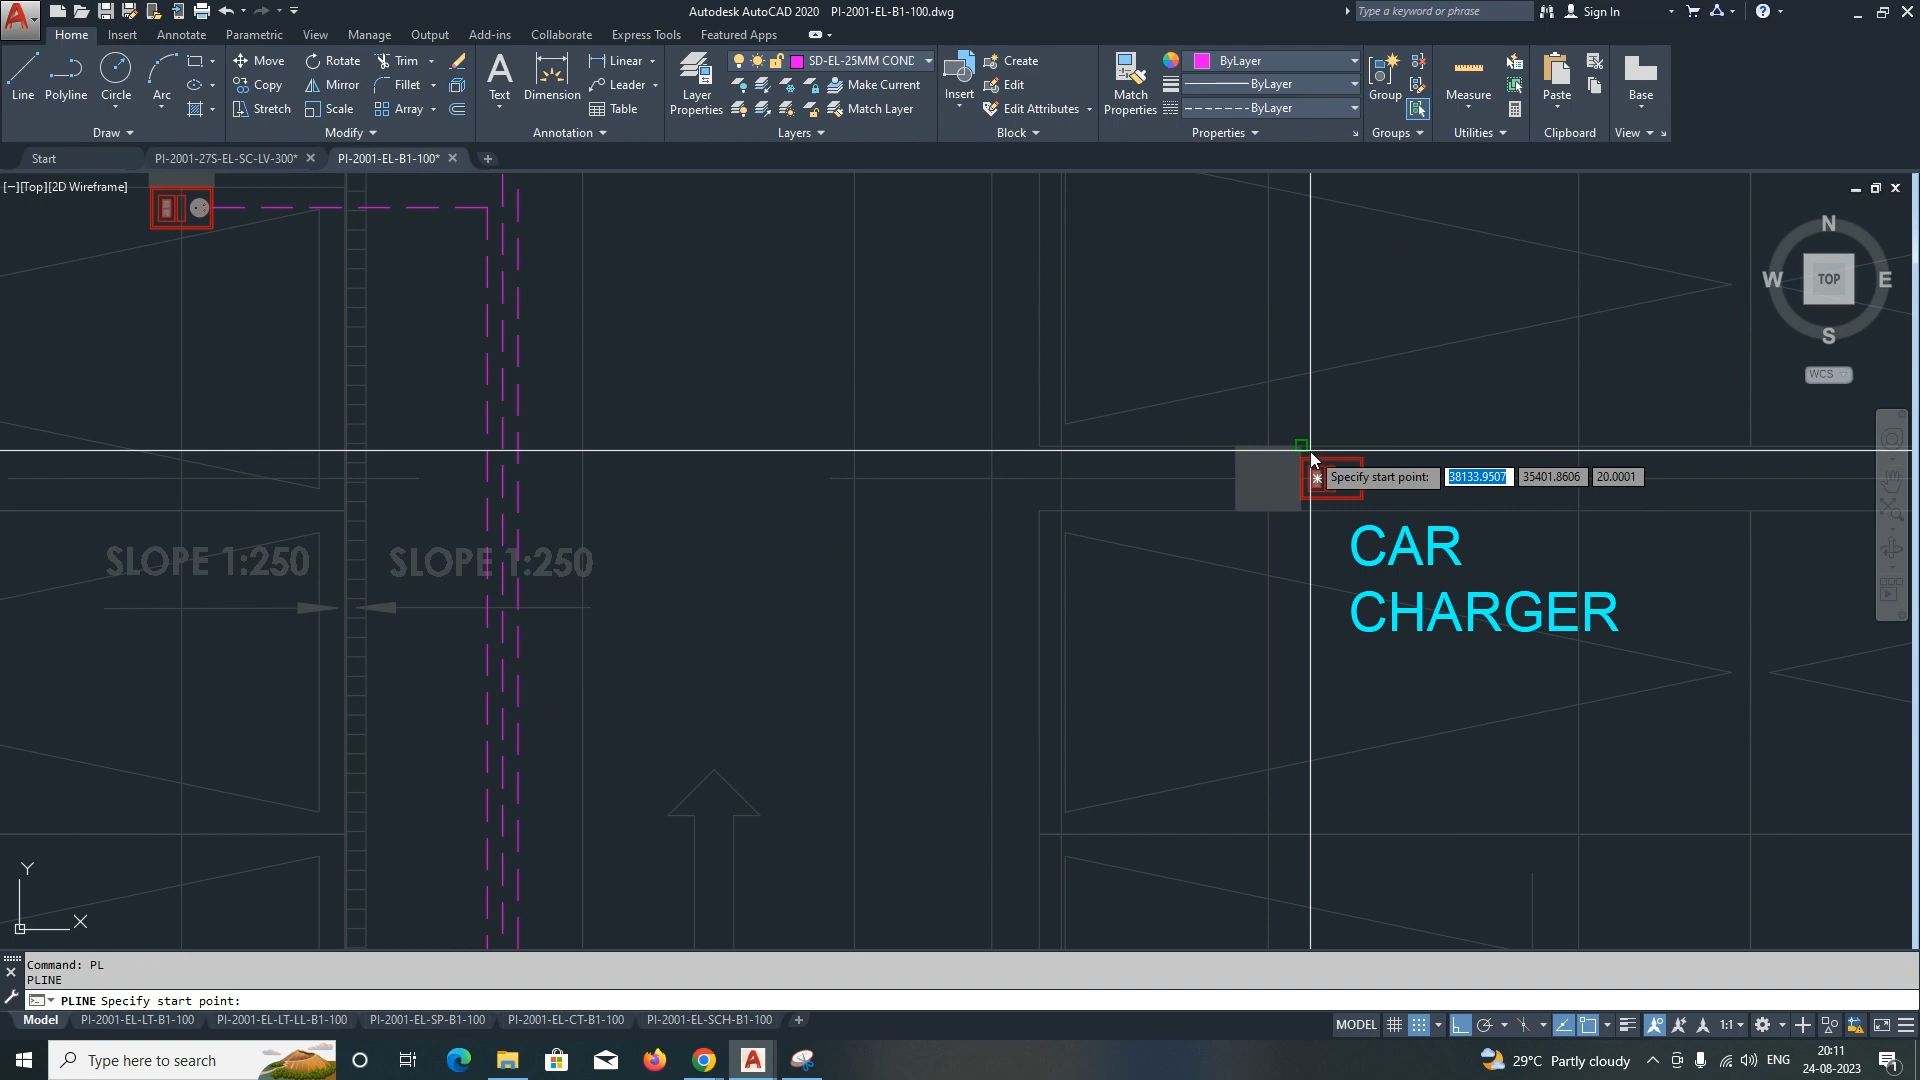 Autodesk AutoCAD 2020 PI-2001-EL-B1-100.dwg
Type a keyword or phrase
Sign In
Home Insert Annotate Parametric View Manage Output Add-ins Collaborate Express Tools Featured Apps
Line Polyline Circle Arc
Move Rotate Trim
Copy Mirror Fillet
Stretch Scale Array
Text Dimension
Linear
Leader
Table
Layer Properties
SD-EL-25MM COND
Make Current
Match Layer
Insert
Create
Edit
Edit Attributes
Match Properties
ByLayer
ByLayer
ByLayer
Group
Measure
Paste
Base
Draw Modify Annotation Layers Block Properties Groups Utilities Clipboard View
Start PI-2001-27S-EL-SC-LV-300* PI-2001-EL-B1-100*
[−][Top][2D Wireframe]
N
W TOP E
S
WCS
Specify start point: 38133.9507 35401.8606 20.0001
SLOPE 1:250 SLOPE 1:250
CAR
CHARGER
Y
X
Command: PL
PLINE
PLINE Specify start point:
Model PI-2001-EL-LT-B1-100 PI-2001-EL-LT-LL-B1-100 PI-2001-EL-SP-B1-100 PI-2001-EL-CT-B1-100 PI-2001-EL-SCH-B1-100
MODEL 1:1
Type here to search
29°C Partly cloudy ENG
20:11
24-08-2023
1